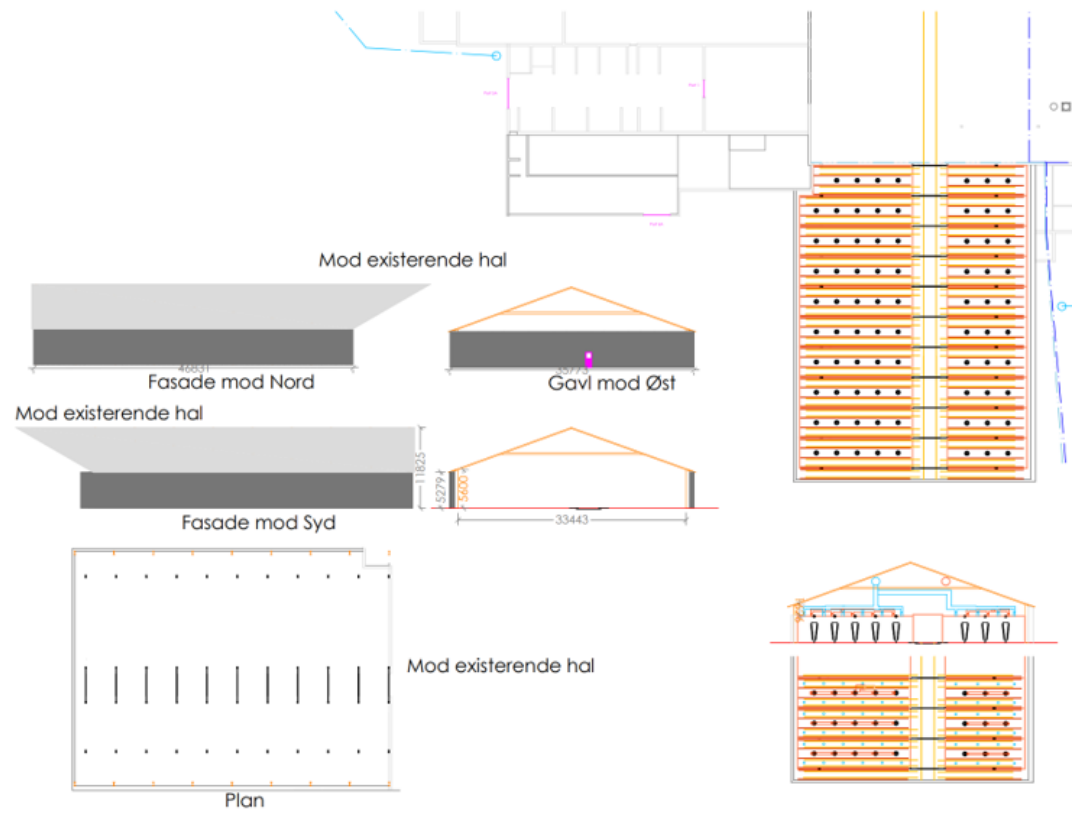 Mod existerende hal
46831
Fasade mod Nord
35773
Gavl mod Øst
Mod existerende hal
11825
5279
5600
Fasade mod Syd
33443
Mod existerende hal
Plan